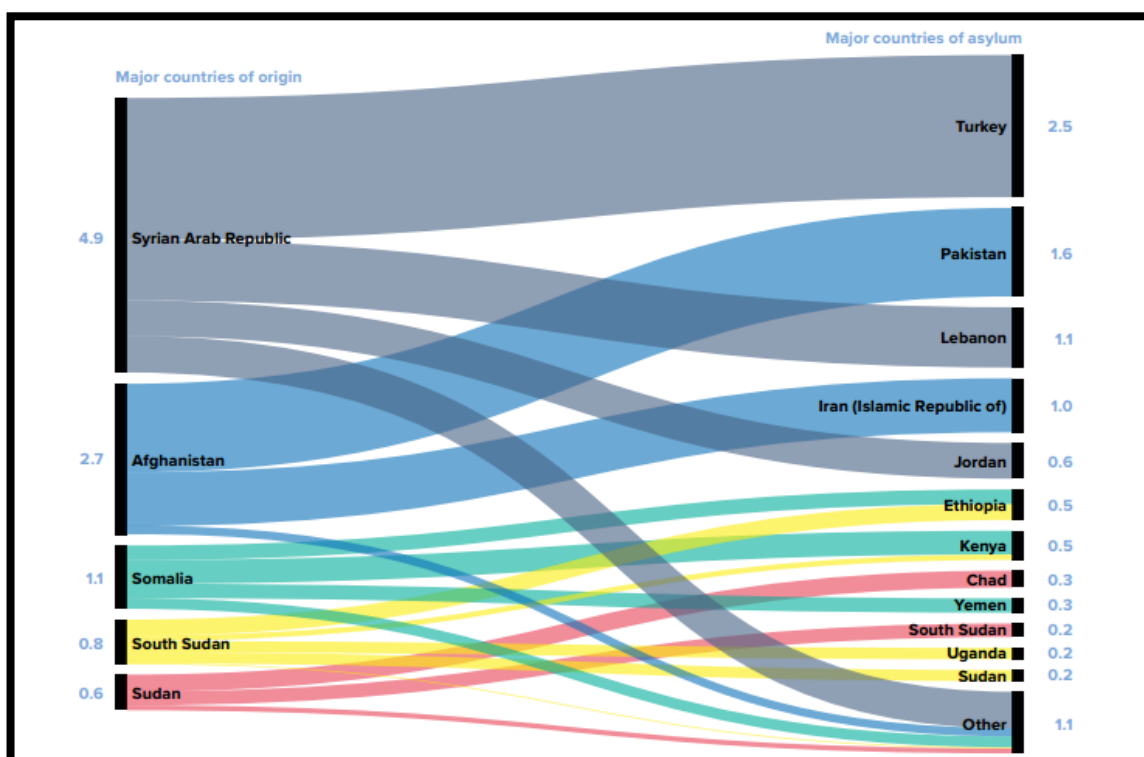 Major countries of asylum
Major countries of origin
Turkey 2.5
4.9 Syrian Arab Republic
Pakistan 1.6
Lebanon 1.1
Iran (Islamic Republic of) 1.0
2.7 Afghanistan
Jordan 0.6
Ethiopia 0.5
Kenya 0.5
1.1 Somalia
Chad 0.3
Yemen 0.3
South Sudan 0.2
0.8 South Sudan
Uganda 0.2
Sudan 0.2
0.6 Sudan
Other 1.1